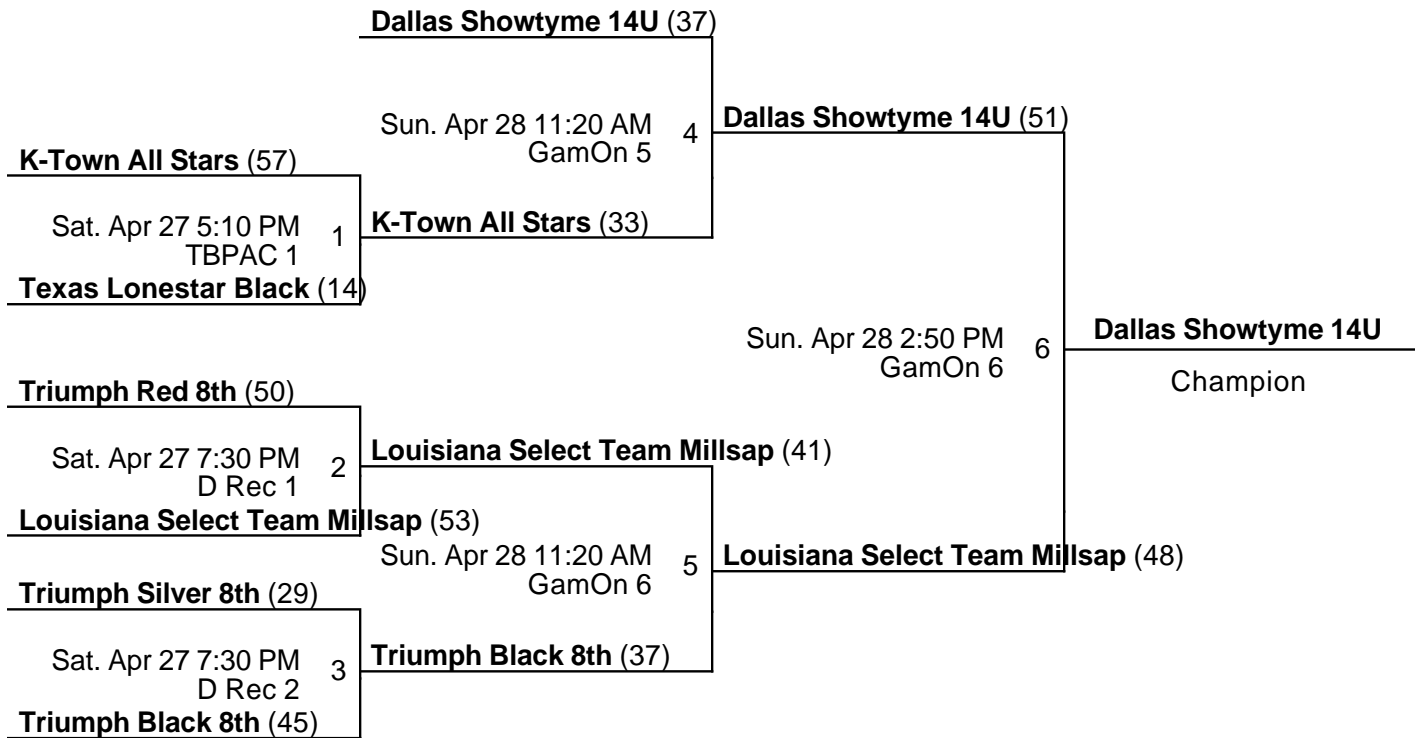 Dallas Showtyme 14U (37)
Sun. Apr 28 11:20 AM
GamOn 5
4
Dallas Showtyme 14U (51)
K-Town All Stars (57)
Sat. Apr 27 5:10 PM
TBPAC 1
1
K-Town All Stars (33)
Texas Lonestar Black (14)
Sun. Apr 28 2:50 PM
GamOn 6
6
Dallas Showtyme 14U
Champion
Triumph Red 8th (50)
Sat. Apr 27 7:30 PM
D Rec 1
2
Louisiana Select Team Millsap (41)
Louisiana Select Team Millsap (53)
Sun. Apr 28 11:20 AM
GamOn 6
5
Louisiana Select Team Millsap (48)
Triumph Silver 8th (29)
Sat. Apr 27 7:30 PM
D Rec 2
3
Triumph Black 8th (37)
Triumph Black 8th (45)